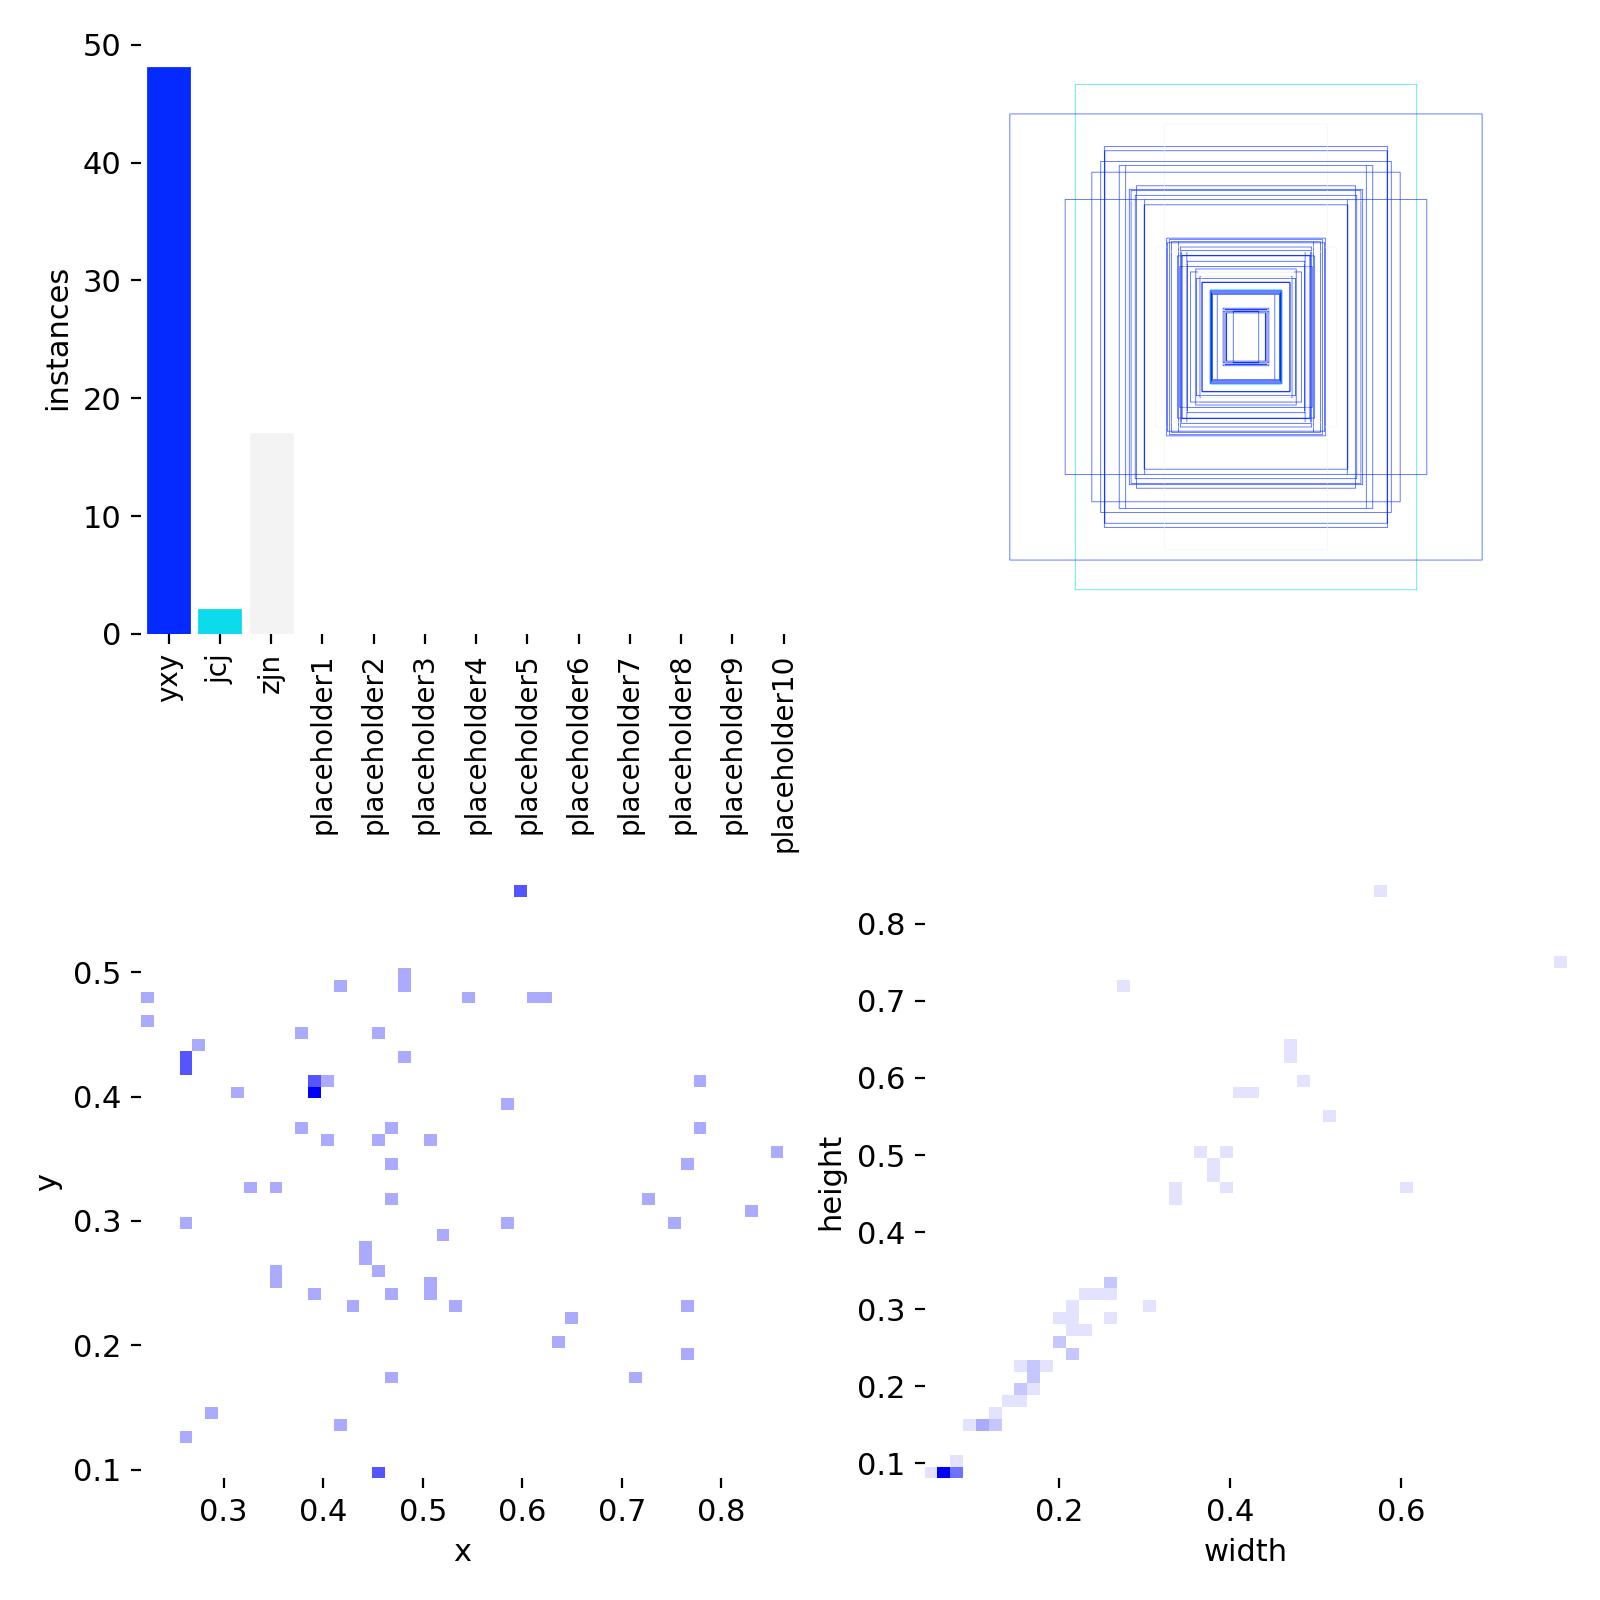 50
40
30
20
10
0
instances
yxy
jcj
zjn
placeholder1
placeholder2
placeholder3
placeholder4
placeholder5
placeholder6
placeholder7
placeholder8
placeholder9
placeholder10
0.5
0.4
0.3
0.2
0.1
y
0.3 0.4 0.5 0.6 0.7 0.8
x
0.8
0.7
0.6
0.5
0.4
0.3
0.2
0.1
height
0.2 0.4 0.6
width